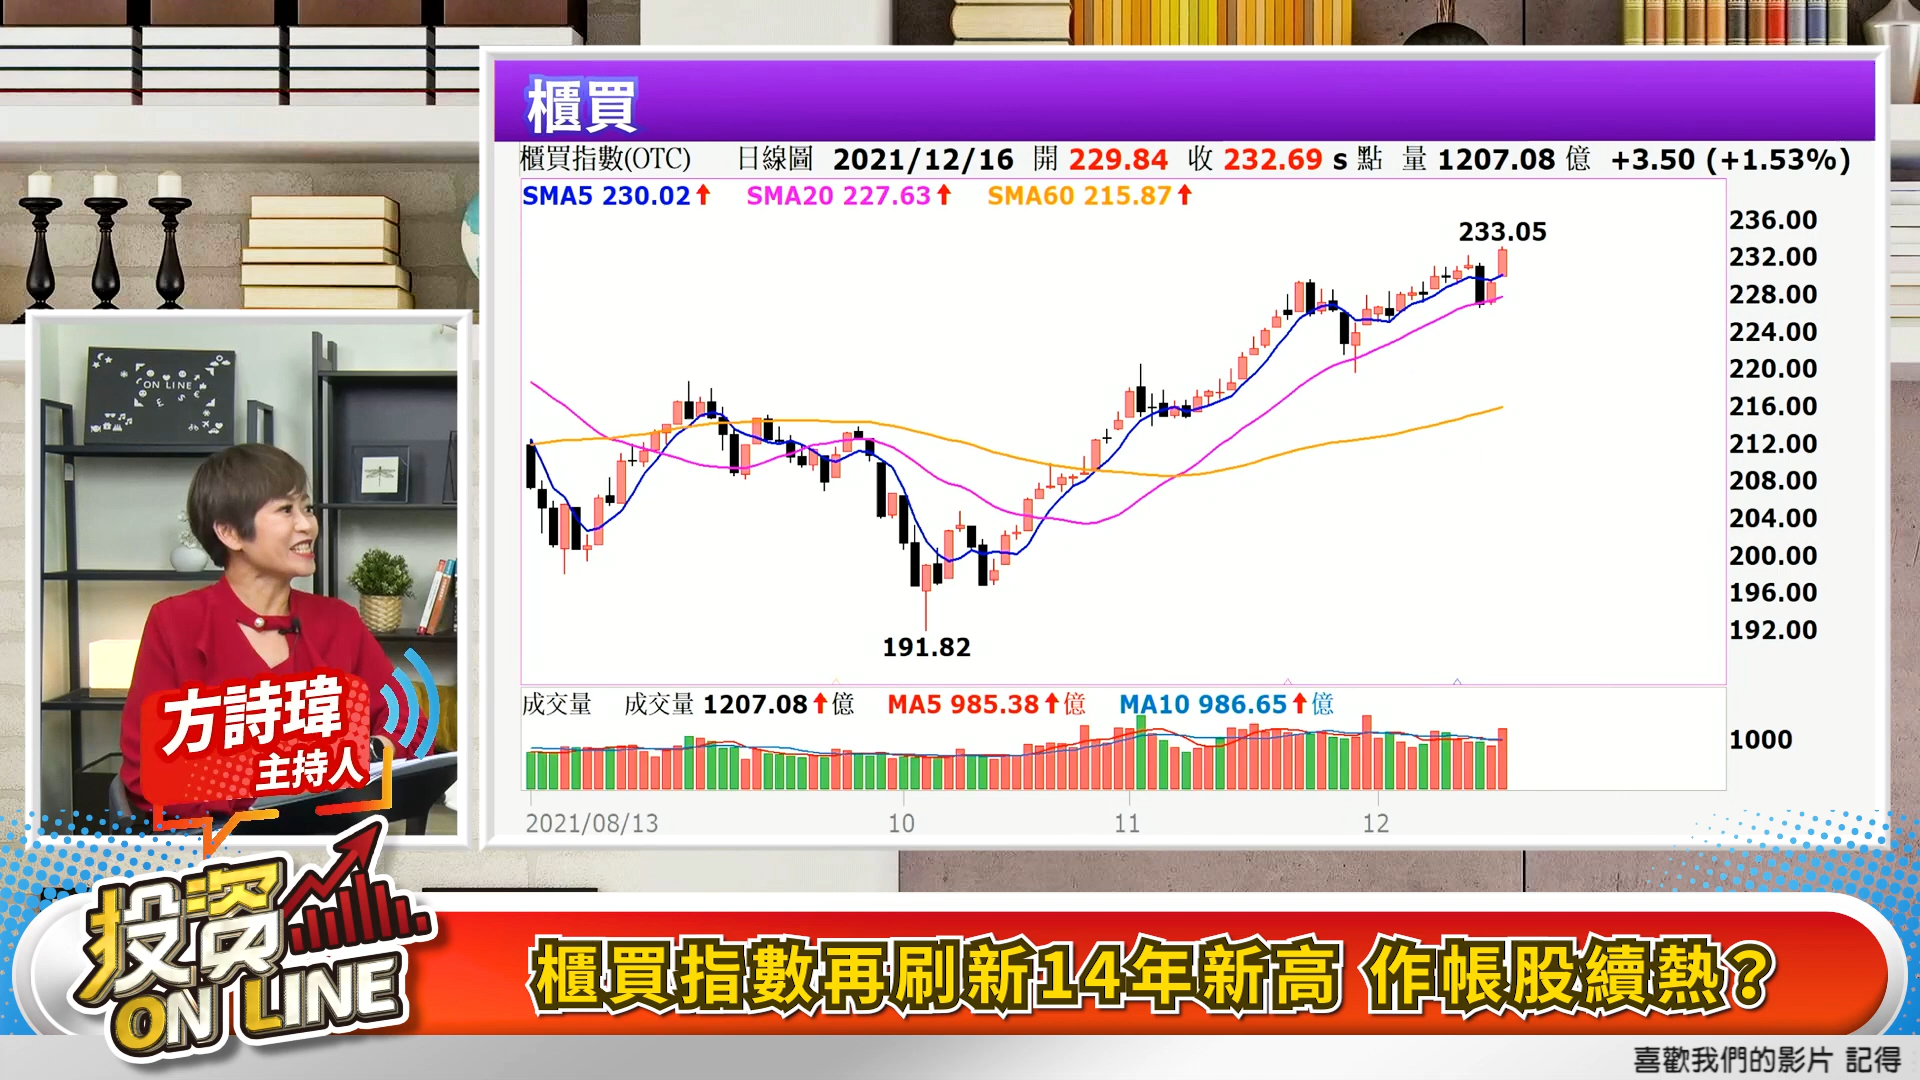 櫃買
櫃買指數(OTC) 日線圖 2021/12/16 開 229.84 收 232.69 s 點 量 1207.08 億 +3.50 (+1.53%)
SMA5 230.02↑ SMA20 227.63↑ SMA60 215.87↑
233.05
236.00
232.00
228.00
224.00
220.00
216.00
212.00
208.00
204.00
200.00
196.00
192.00
191.82
成交量 成交量 1207.08↑億 MA5 985.38↑億 MA10 986.65↑億
1000
2021/08/13 10 11 12
ON LINE
方詩瑋
主持人
投資
ON LINE
櫃買指數再刷新14年新高 作帳股續熱？
喜歡我們的影片 記得